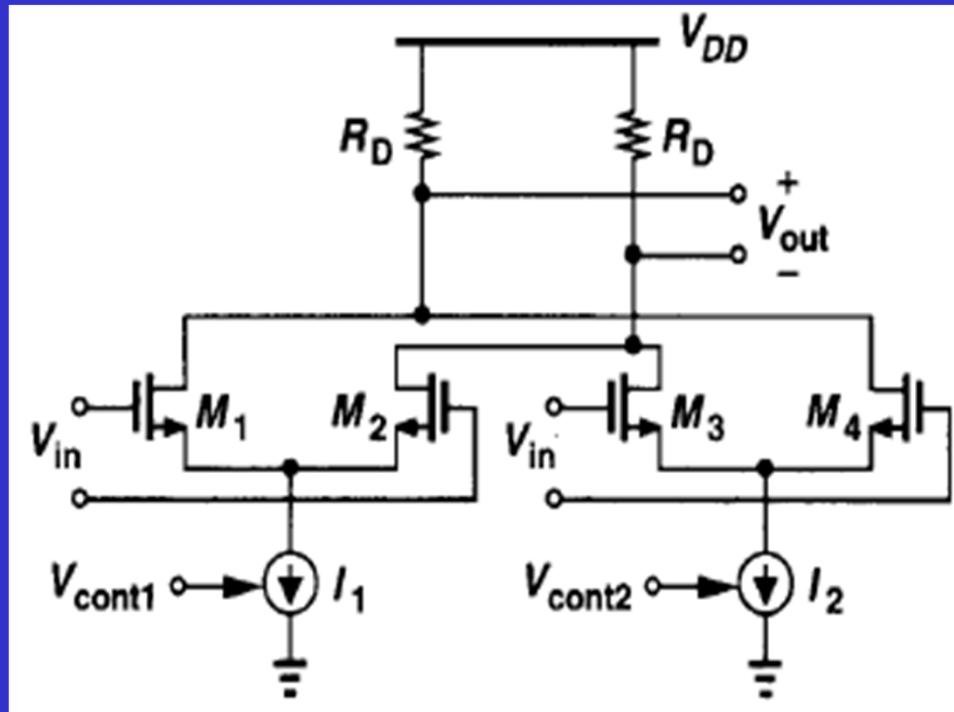 V_DD
R_D R_D
+
V_out
−
M_1 M_2 M_3 M_4
V_in V_in
V_cont1 I_1 V_cont2 I_2